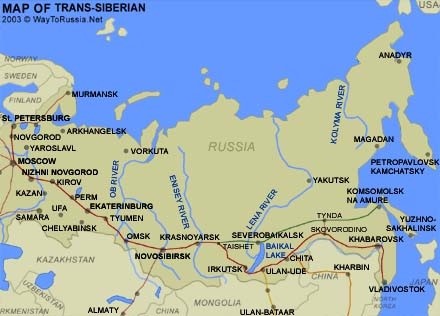 MAP OF TRANS-SIBERIAN
2003 © WayToRussia.Net
USA
ANADYR
NORWAY
SWEDEN
FINLAND
MURMANSK
KOLYMA RIVER
ST. PETERSBURG
ARKHANGELSK
NOVGOROD
YAROSLAVL
VORKUTA
RUSSIA
MAGADAN
MOSCOW
PETROPAVLOVSK
KAMCHATSKY
NIZHNI NOVGOROD
KIROV
OB RIVER
ENISEY RIVER
LENA RIVER
YAKUTSK
KAZAN
PERM
KOMSOMOLSK
NA AMURE
UFA
EKATERINBURG
SAMARA
TYUMEN
TYNDA
YUZHNO-
SAKHALINSK
CHELYABINSK
OMSK
KRASNOYARSK
SEVEROBAIKALSK
SKOVORODINO
TAISHET
BAIKAL
LAKE
KHABAROVSK
NOVOSIBIRSK
CHITA
KAZAKHSTAN
IRKUTSK
ULAN-UDE
KHARBIN
UZBEKISTAN
VLADIVOSTOK
MONGOLIA
NORTH
KOREA
ALMATY
CHINA
ULAN-BATAAR